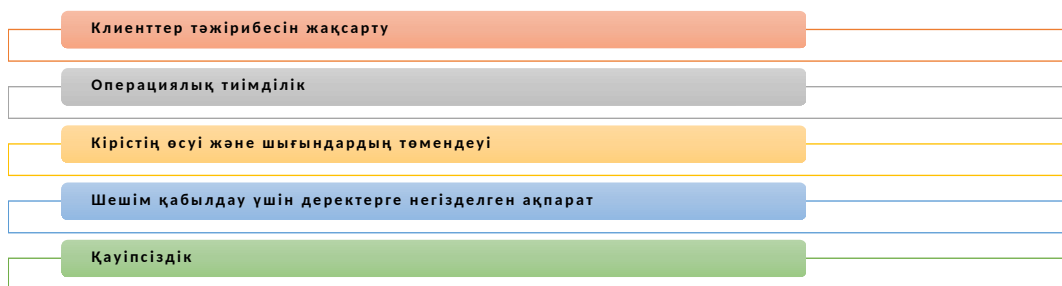 Клиенттер тәжірибесін жақсарту
Операциялық тиімділік
Кірістің өсуі және шығындардың төмендеуі
Шешім қабылдау үшін деректерге негізделген ақпарат
Қауіпсіздік